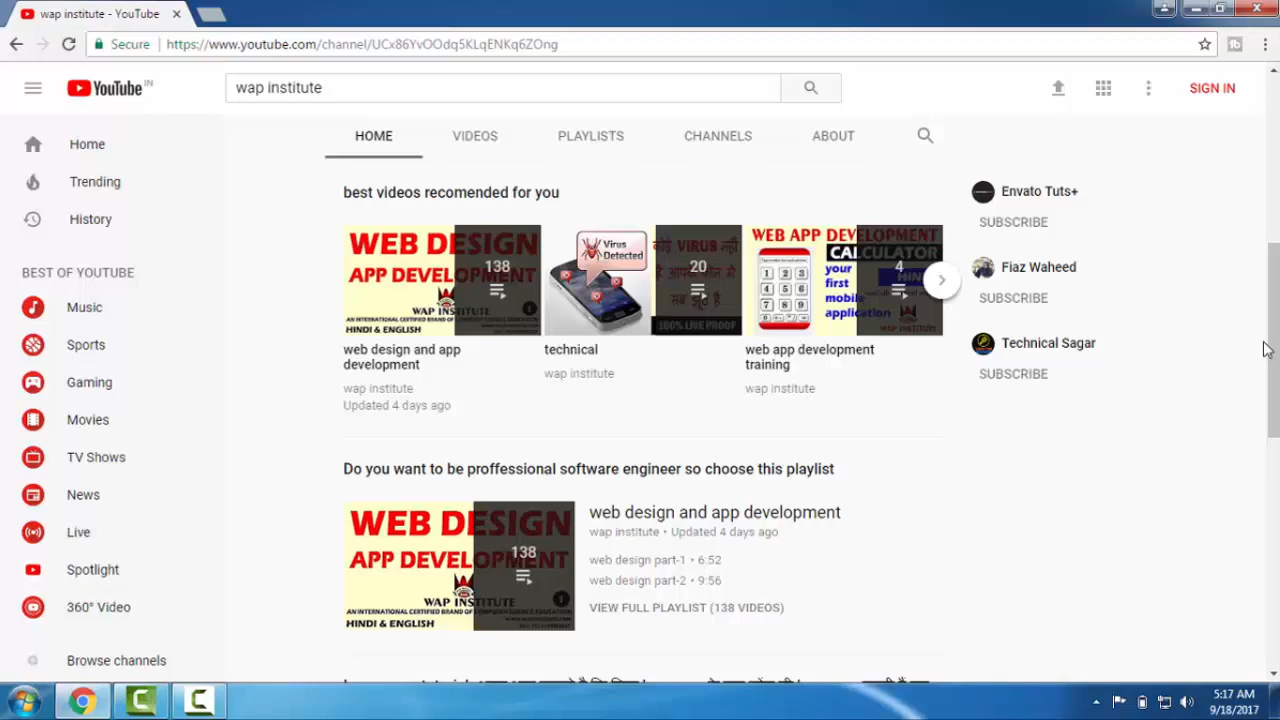 wap institute - YouTube
Secure https://www.youtube.com/channel/UCx86YvOOdq5KLqENKq6ZOng
YouTube IN
wap institute
SIGN IN
HOME VIDEOS PLAYLISTS CHANNELS ABOUT
Home
Trending
History
BEST OF YOUTUBE
Music
Sports
Gaming
Movies
TV Shows
News
Live
Spotlight
360° Video
Browse channels
best videos recomended for you
WEB DESIGN
APP DEVELOPMENT
WAP INSTITUTE
HINDI & ENGLISH
138
web design and app
development
wap institute
Updated 4 days ago
Virus
Detected
20
100% LIVE PROOF
technical
wap institute
WEB APP DEVELOPMENT
CALCULATOR
your
first
mobile
application
4
web app development
training
wap institute
Do you want to be proffessional software engineer so choose this playlist
WEB DESIGN
APP DEVELOPMENT
WAP INSTITUTE
HINDI & ENGLISH
138
web design and app development
wap institute • Updated 4 days ago
web design part-1 • 6:52
web design part-2 • 9:56
VIEW FULL PLAYLIST (138 VIDEOS)
Envato Tuts+
SUBSCRIBE
Fiaz Waheed
SUBSCRIBE
Technical Sagar
SUBSCRIBE
5:17 AM
9/18/2017